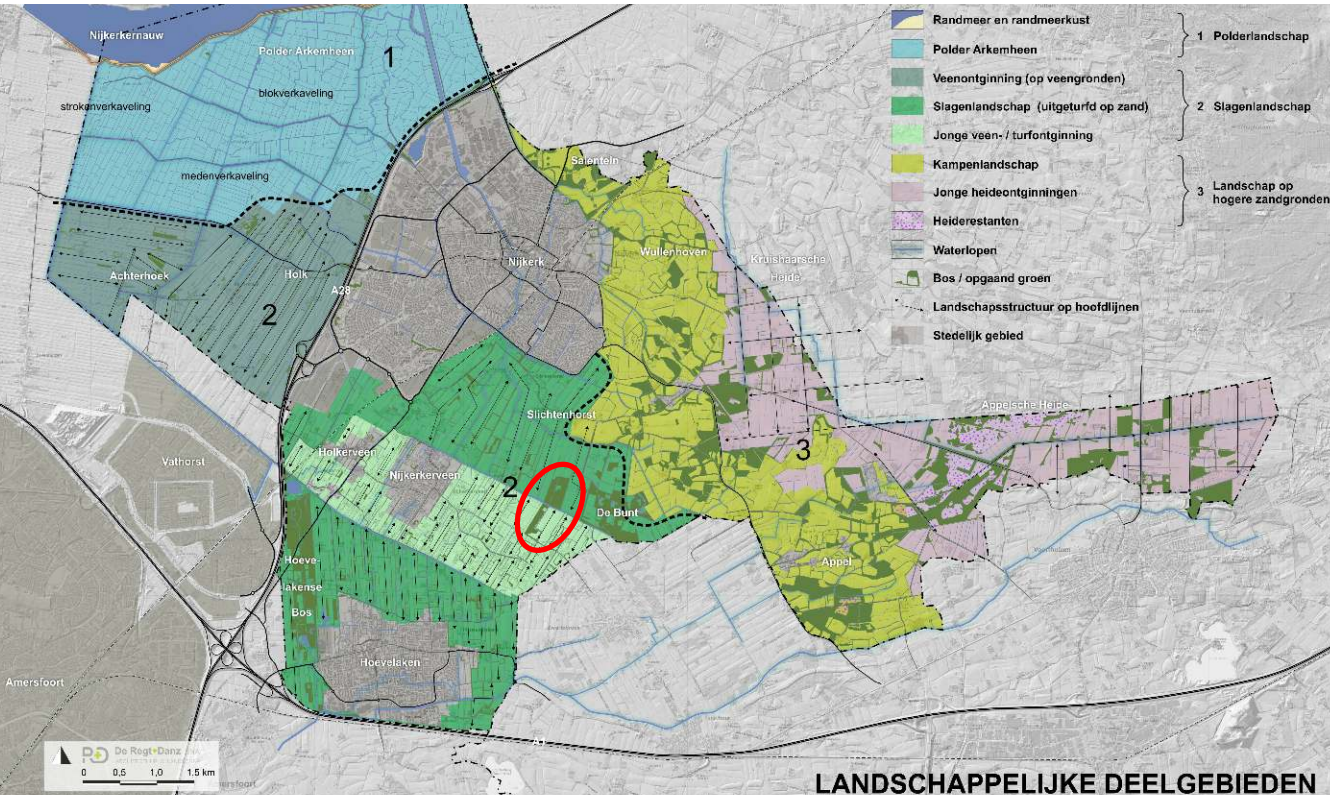 Nijkerkernauw
Polder Arkemheen
1
strokenverkaveling
blokverkaveling
medenverkaveling
Salentein
Achterhoek
Holk
2
A28
Nijkerk
Wullenhoven
Kruishaarsche
Heide
Slichtenhorst
Appelsche Heide
Vathorst
Holkerveen
Nijkerkerveen
2
3
De Bunt
Hoeve-
lakense
Bos
Appel
Hoevelaken
Amersfoort
A1
Randmeer en randmeerkust
Polder Arkemheen
1 Polderlandschap
Veenontginning (op veengronden)
Slagenlandschap (uitgeturfd op zand)
2 Slagenlandschap
Jonge veen- / turfontginning
Kampenlandschap
Jonge heideontginningen
3 Landschap op
hogere zandgronden
Heiderestanten
Waterlopen
Bos / opgaand groen
Landschapsstructuur op hoofdlijnen
Stedelijk gebied
De Regt+Danz
0 0,5 1,0 1.5 km
LANDSCHAPPELIJKE DEELGEBIEDEN